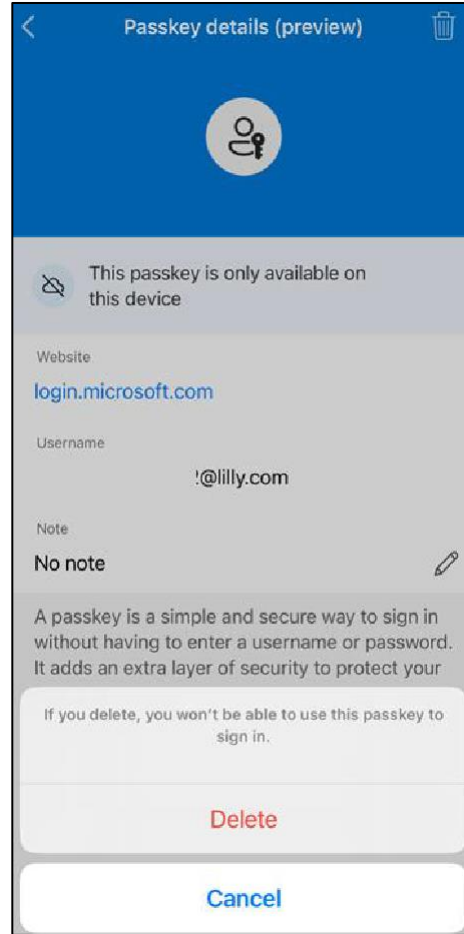 Passkey details (preview)
This passkey is only available on
this device
Website
login.microsoft.com
Username
@lilly.com
Note
No note
A passkey is a simple and secure way to sign in
without having to enter a username or password.
It adds an extra layer of security to protect your
If you delete, you won't be able to use this passkey to
sign in.
Delete
Cancel